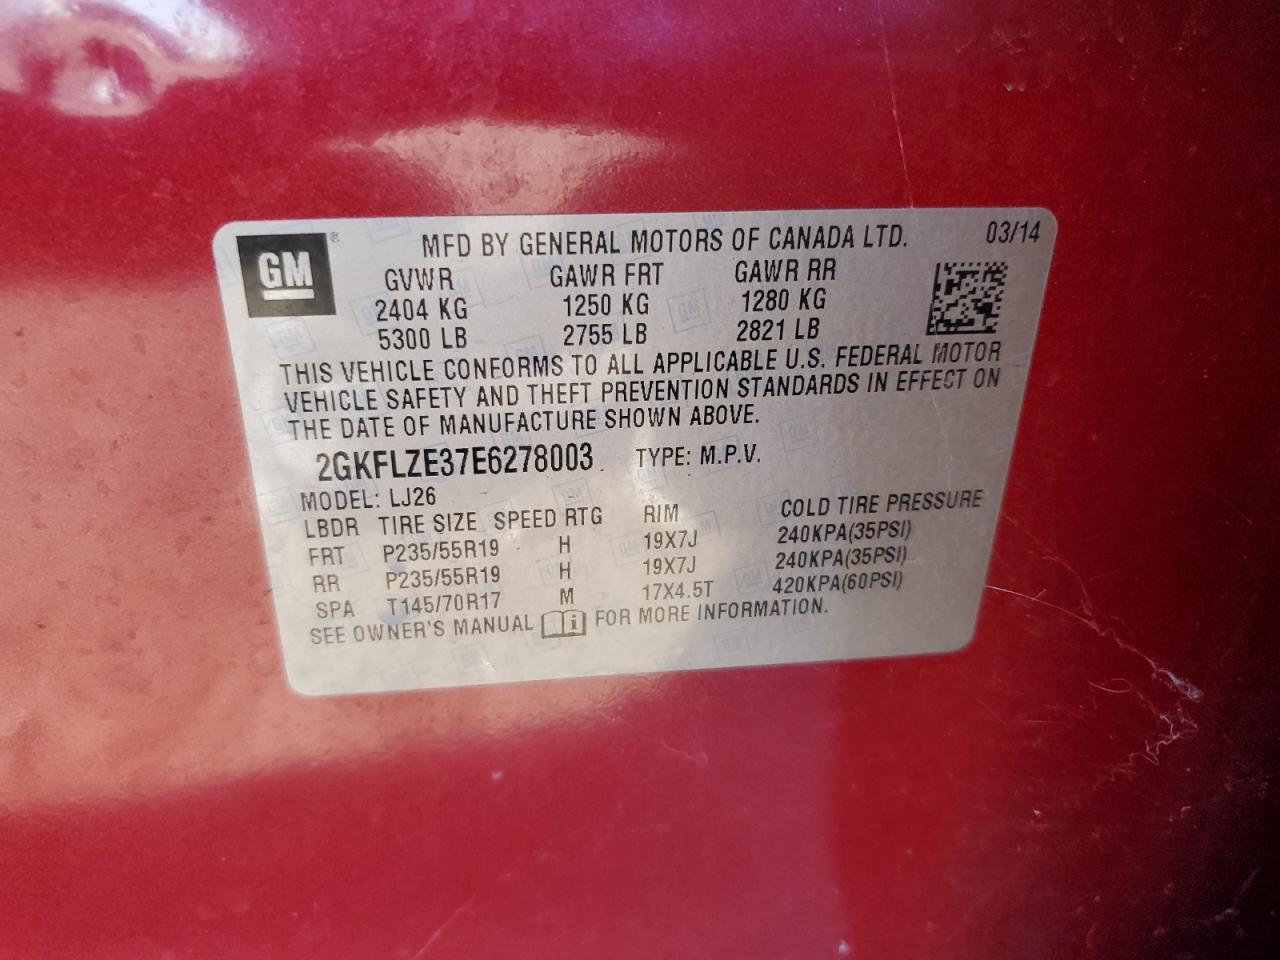 GM ®
MFD BY GENERAL MOTORS OF CANADA LTD. 03/14
GVWR GAWR FRT GAWR RR
2404 KG 1250 KG 1280 KG
5300 LB 2755 LB 2821 LB
THIS VEHICLE CONFORMS TO ALL APPLICABLE U.S. FEDERAL MOTOR
VEHICLE SAFETY AND THEFT PREVENTION STANDARDS IN EFFECT ON
THE DATE OF MANUFACTURE SHOWN ABOVE.
2GKFLZE37E6278003 TYPE: M.P.V.
MODEL: LJ26
LBDR TIRE SIZE SPEED RTG RIM COLD TIRE PRESSURE
FRT P235/55R19 H 19X7J 240KPA(35PSI)
RR P235/55R19 H 19X7J 240KPA(35PSI)
SPA T145/70R17 M 17X4.5T 420KPA(60PSI)
SEE OWNER'S MANUAL i FOR MORE INFORMATION.